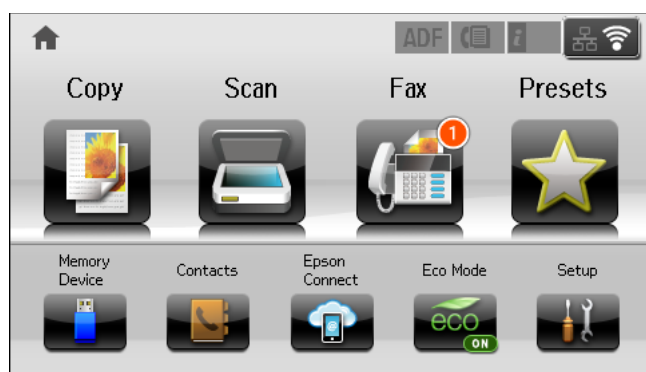 ADF i
Copy Scan Fax Presets
1
Memory
Device
Contacts
Epson
Connect
Eco Mode
Setup
@
eco
ON